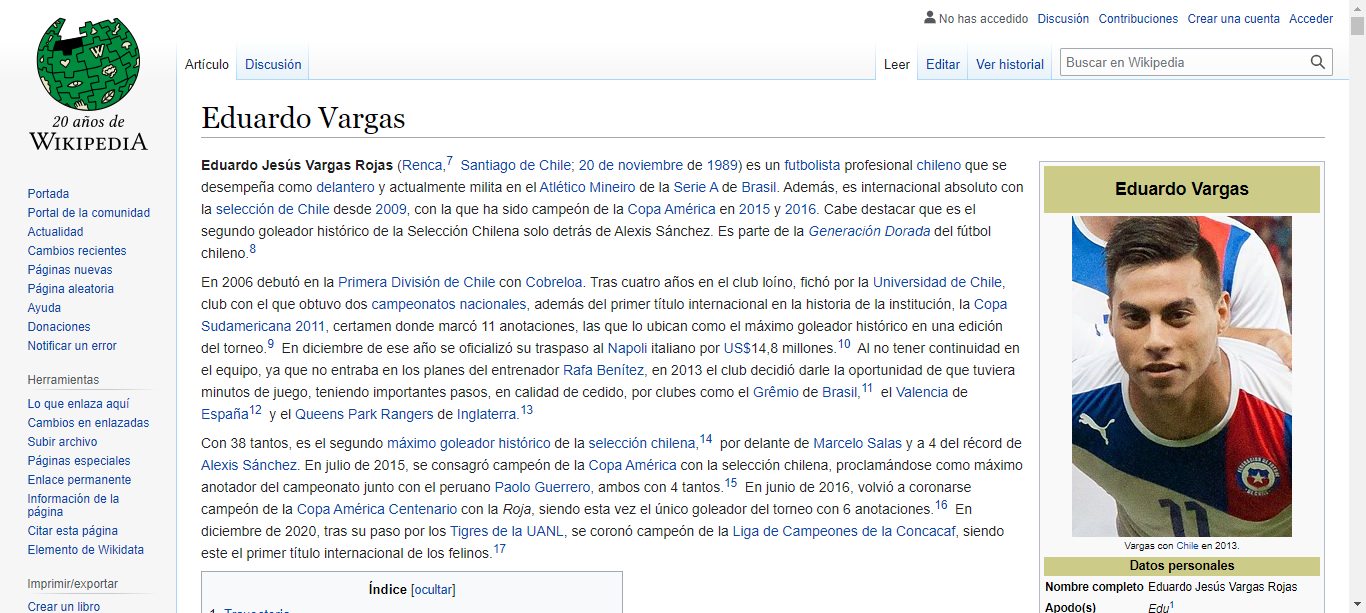 No ha accedido Discusión Contribuciones Crear una cuenta Acceder
20 años de
WIKIPEDIA
Artículo Discusión Leer Editar Ver historial Buscar en Wikipedia
Portada
Portal de la comunidad
Actualidad
Cambios recientes
Páginas nuevas
Página aleatoria
Ayuda
Donaciones
Notificar un error
Herramientas
Lo que enlaza aquí
Cambios en enlazadas
Subir archivo
Páginas especiales
Enlace permanente
Información de la
página
Citar esta página
Elemento de Wikidata
Imprimir/exportar
Crear un libro
Eduardo Vargas
Eduardo Jesús Vargas Rojas (Renca,7 Santiago de Chile; 20 de noviembre de 1989) es un futbolista profesional chileno que se
desempeña como delantero y actualmente milita en el Atlético Mineiro de la Serie A de Brasil. Además, es internacional absoluto con
la selección de Chile desde 2009, con la que ha sido campeón de la Copa América en 2015 y 2016. Cabe destacar que es el
segundo goleador histórico de la Selección Chilena solo detrás de Alexis Sánchez. Es parte de la Generación Dorada del fútbol
chileno.8
En 2006 debutó en la Primera División de Chile con Cobreloa. Tras cuatro años en el club loíno, fichó por la Universidad de Chile,
club con el que obtuvo dos campeonatos nacionales, además del primer título internacional en la historia de la institución, la Copa
Sudamericana 2011, certamen donde marcó 11 anotaciones, las que lo ubican como el máximo goleador histórico en una edición
del torneo.9 En diciembre de ese año se oficializó su traspaso al Napoli italiano por US$14,8 millones.10 Al no tener continuidad en
el equipo, ya que no entraba en los planes del entrenador Rafa Benítez, en 2013 el club decidió darle la oportunidad de que tuviera
minutos de juego, teniendo importantes pasos, en calidad de cedido, por clubes como el Grêmio de Brasil,11 el Valencia de
España12 y el Queens Park Rangers de Inglaterra.13
Con 38 tantos, es el segundo máximo goleador histórico de la selección chilena,14 por delante de Marcelo Salas y a 4 del récord de
Alexis Sánchez. En julio de 2015, se consagró campeón de la Copa América con la selección chilena, proclamándose como máximo
anotador del campeonato junto con el peruano Paolo Guerrero, ambos con 4 tantos.15 En junio de 2016, volvió a coronarse
campeón de la Copa América Centenario con la Roja, siendo esta vez el único goleador del torneo con 6 anotaciones.16 En
diciembre de 2020, tras su paso por los Tigres de la UANL, se coronó campeón de la Liga de Campeones de la Concacaf, siendo
este el primer título internacional de los felinos.17
Índice [ocultar]
1 Trayectoria
Eduardo Vargas
11
Vargas con Chile en 2013.
Datos personales
Nombre completo Eduardo Jesús Vargas Rojas
Apodo(s) Edu1